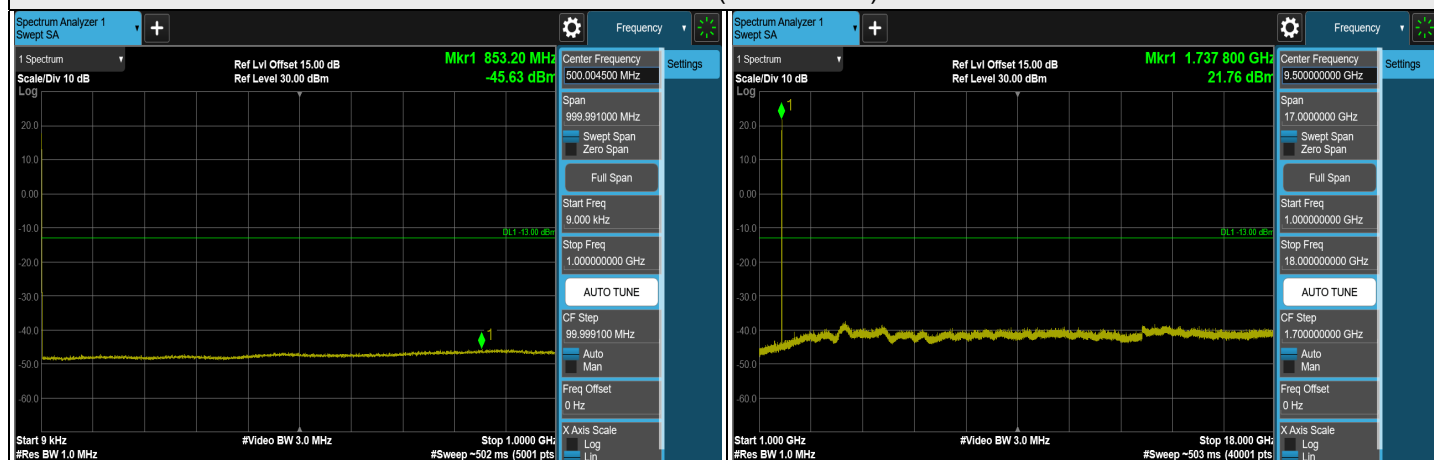 Spectrum Analyzer 1
Swept SA
+
Frequency
1 Spectrum
Scale/Div 10 dB
Ref Lvl Offset 15.00 dB
Ref Level 30.00 dBm
Mkr1 853.20 MHz
-45.63 dBm
Log
20.0
10.0
0.00
-10.0
-20.0
-30.0
-40.0
-50.0
-60.0
DL1 -13.00 dBm
1
Start 9 kHz
#Res BW 1.0 MHz
#Video BW 3.0 MHz
Stop 1.0000 GHz
#Sweep ~502 ms (5001 pts
Center Frequency
500.004500 MHz
Span
999.991000 MHz
Swept Span
Zero Span
Full Span
Start Freq
9.000 kHz
Stop Freq
1.000000000 GHz
AUTO TUNE
CF Step
99.999100 MHz
Auto
Man
Freq Offset
0 Hz
X Axis Scale
Log
Lin
Settings
Spectrum Analyzer 1
Swept SA
+
Frequency
1 Spectrum
Scale/Div 10 dB
Ref Lvl Offset 15.00 dB
Ref Level 30.00 dBm
Mkr1 1.737 800 GHz
21.76 dBm
Log
20.0
10.0
0.00
-10.0
-20.0
-30.0
-40.0
-50.0
-60.0
DL1 -13.00 dBm
1
Start 1.000 GHz
#Res BW 1.0 MHz
#Video BW 3.0 MHz
Stop 18.000 GHz
#Sweep ~503 ms (40001 pts
Center Frequency
9.500000000 GHz
Span
17.0000000 GHz
Swept Span
Zero Span
Full Span
Start Freq
1.000000000 GHz
Stop Freq
18.000000000 GHz
AUTO TUNE
CF Step
1.700000000 GHz
Auto
Man
Freq Offset
0 Hz
X Axis Scale
Log
Lin
Settings